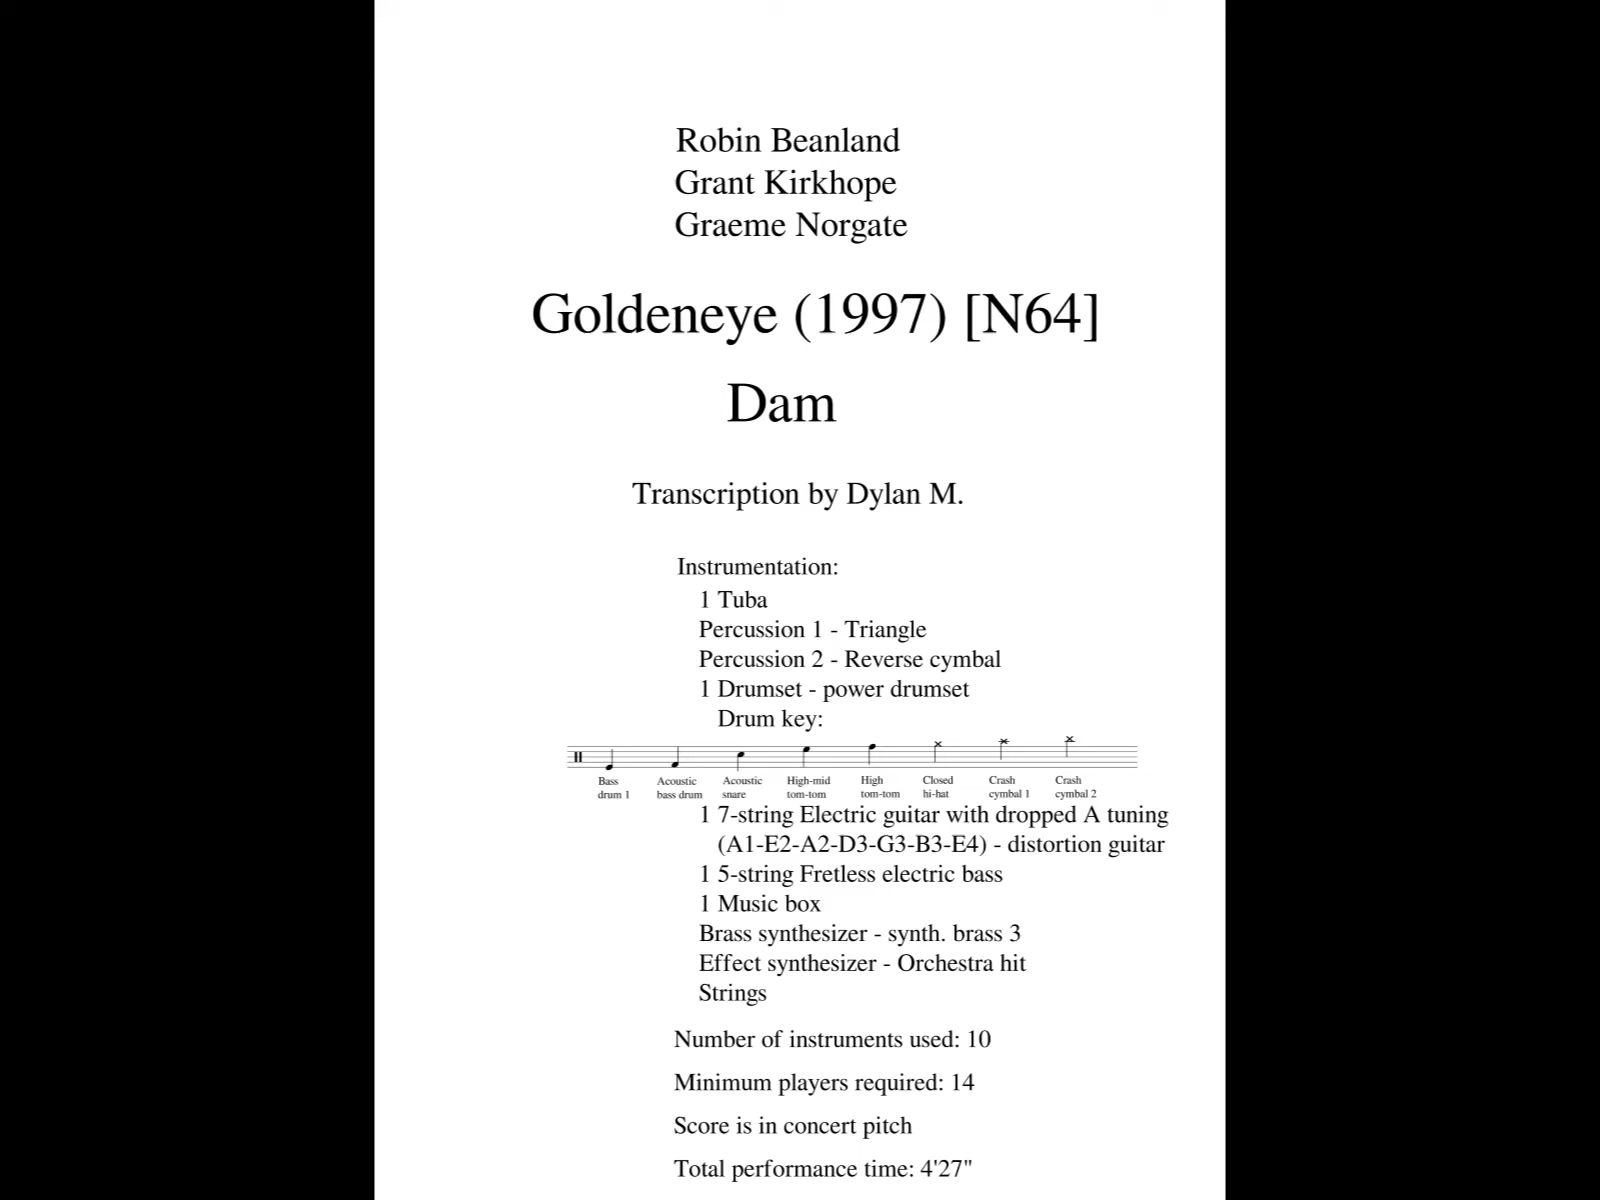 Robin Beanland
Grant Kirkhope
Graeme Norgate
Goldeneye (1997) [N64]
Dam
Transcription by Dylan M.
Instrumentation:
1 Tuba
Percussion 1 - Triangle
Percussion 2 - Reverse cymbal
1 Drumset - power drumset
Drum key:
Bass drum 1
Acoustic bass drum
Acoustic snare
High-mid tom-tom
High tom-tom
Closed hi-hat
Crash cymbal 1
Crash cymbal 2
1 7-string Electric guitar with dropped A tuning
(A1-E2-A2-D3-G3-B3-E4) - distortion guitar
1 5-string Fretless electric bass
1 Music box
Brass synthesizer - synth. brass 3
Effect synthesizer - Orchestra hit
Strings
Number of instruments used: 10
Minimum players required: 14
Score is in concert pitch
Total performance time: 4'27"